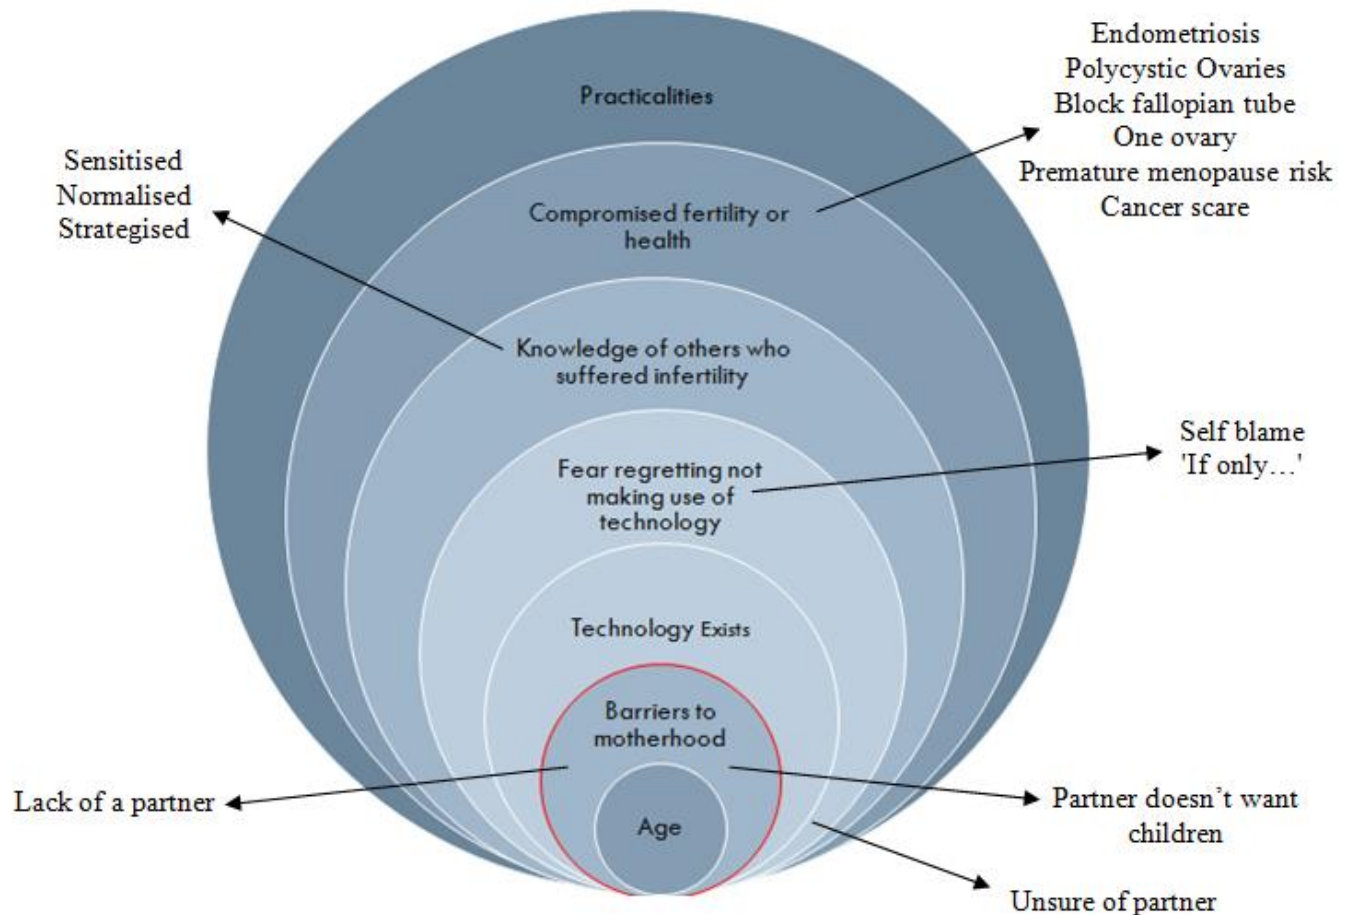 Practicalities
Endometriosis
Polycystic Ovaries
Block fallopian tube
One ovary
Premature menopause risk
Cancer scare
Sensitised
Normalised
Strategised
Compromised fertility or
health
Knowledge of others who
suffered infertility
Fear regretting not
making use of
technology
Self blame
'If only…'
Technology Exists
Barriers to
motherhood
Lack of a partner
Age
Partner doesn’t want
children
Unsure of partner